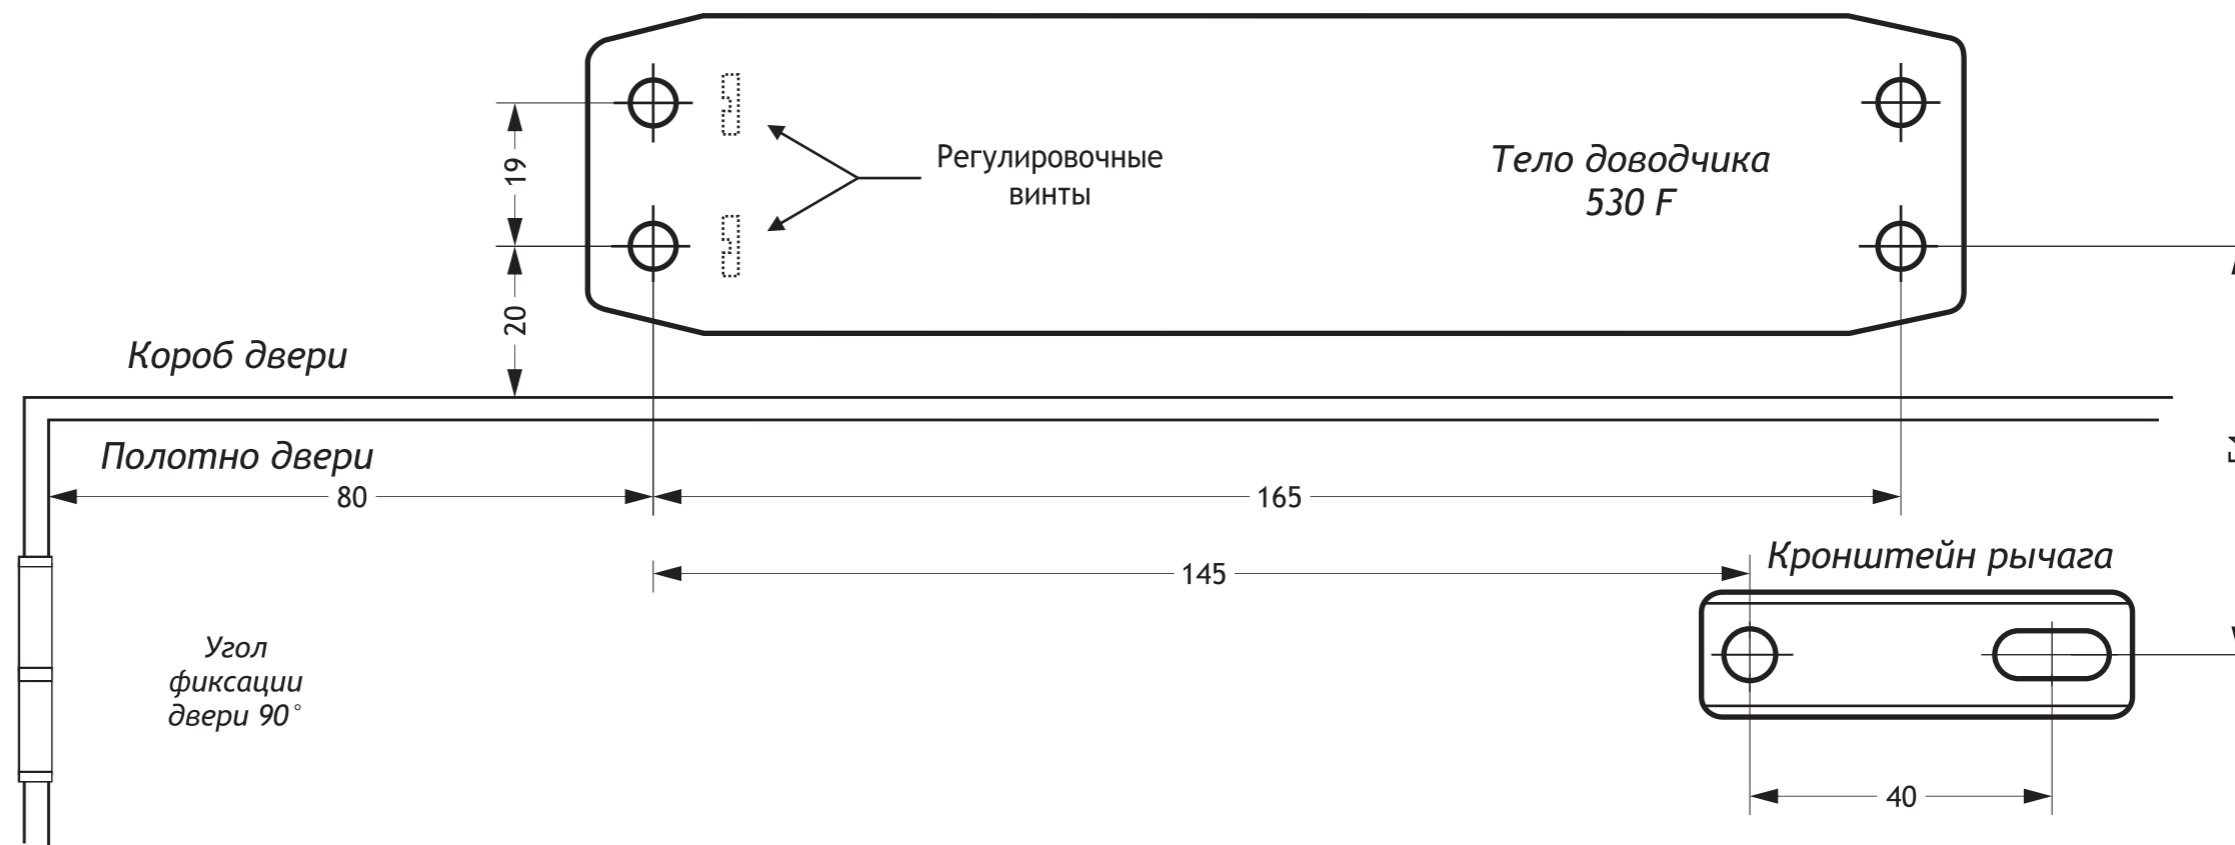 19
Регулировочные
винты
Тело доводчика
530 F
20
Короб двери
Полотно двери
80
165
145
Кронштейн рычага
Угол
фиксации
двери 90°
40